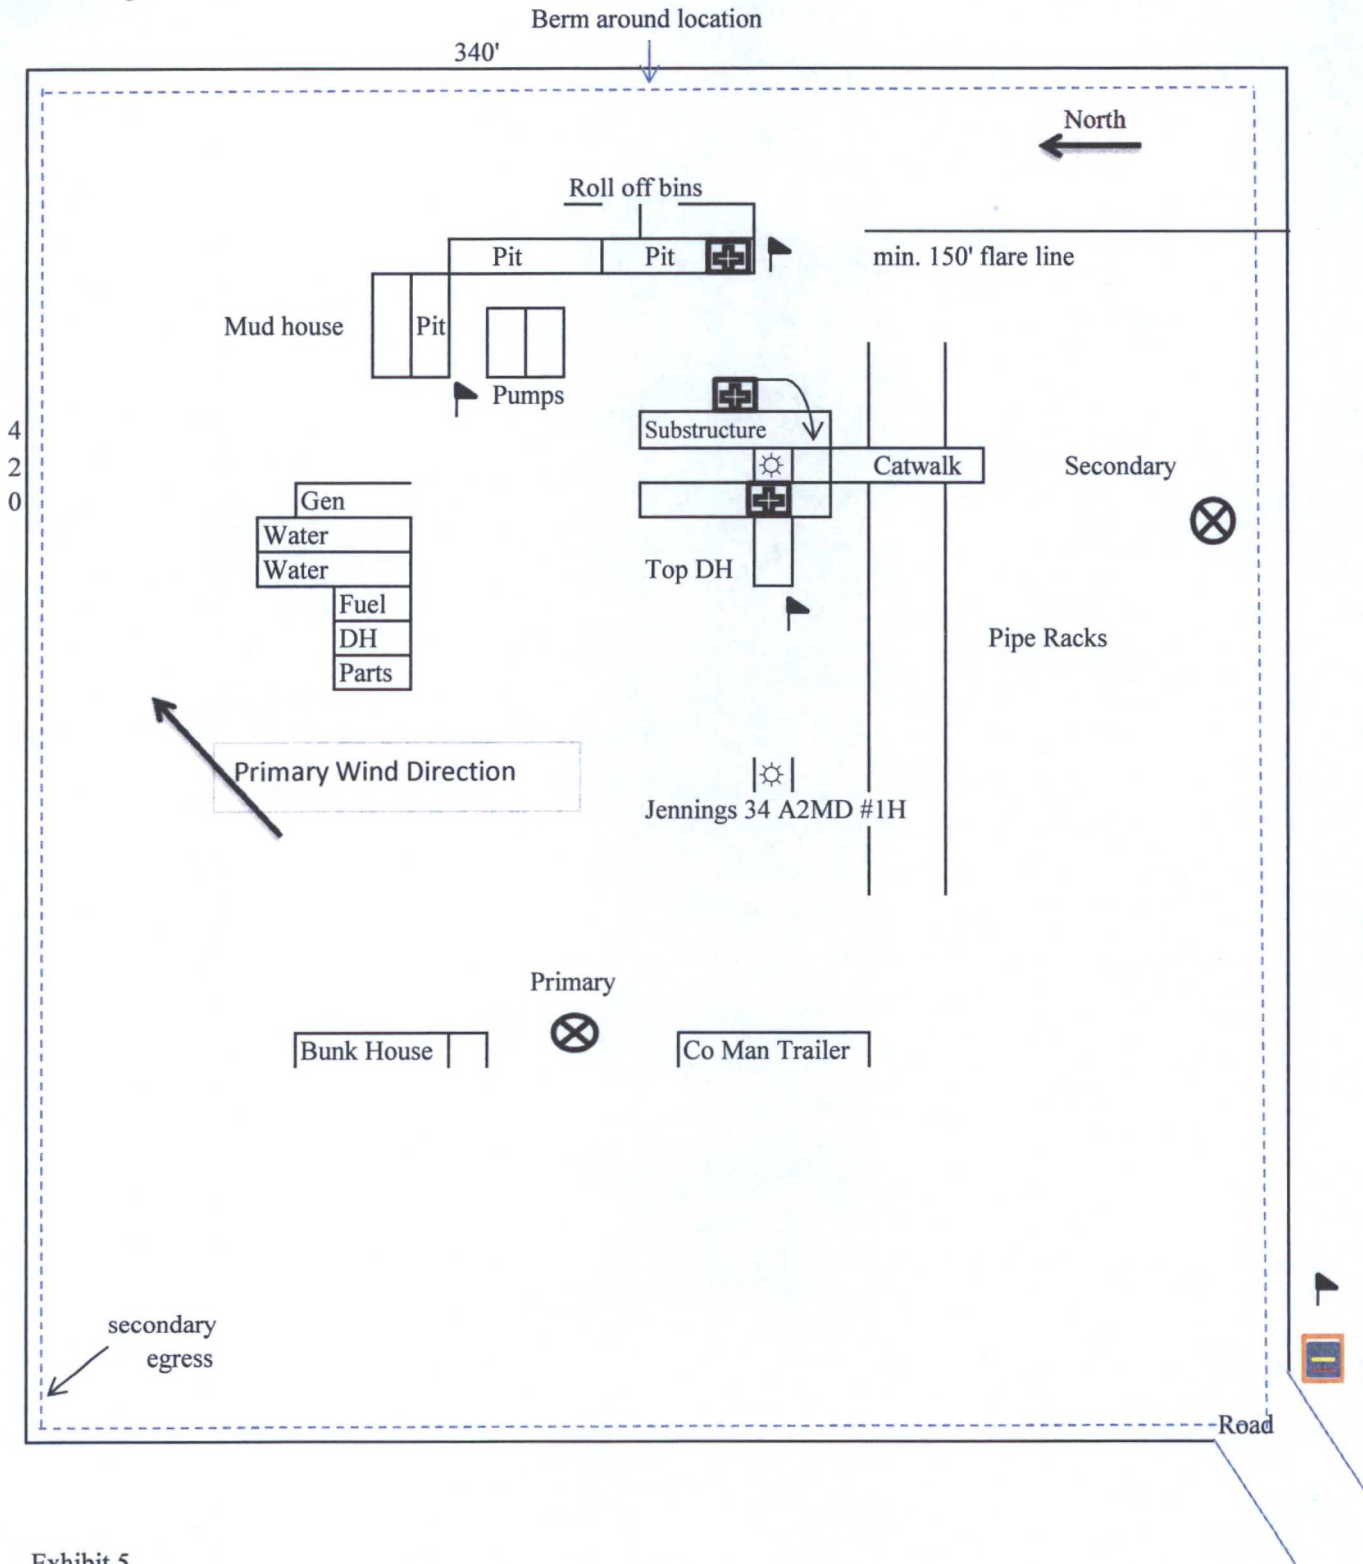 Berm around location
340'
North
Roll off bins
Pit
Pit
min. 150' flare line
Mud house
Pit
Pumps
4
2
0
Substructure
Catwalk
Secondary
Gen
Water
Water
Top DH
Fuel
DH
Pipe Racks
Parts
Primary Wind Direction
Jennings 34 A2MD #1H
Primary
Bunk House
Co Man Trailer
secondary
egress
Road
Exhibit 5